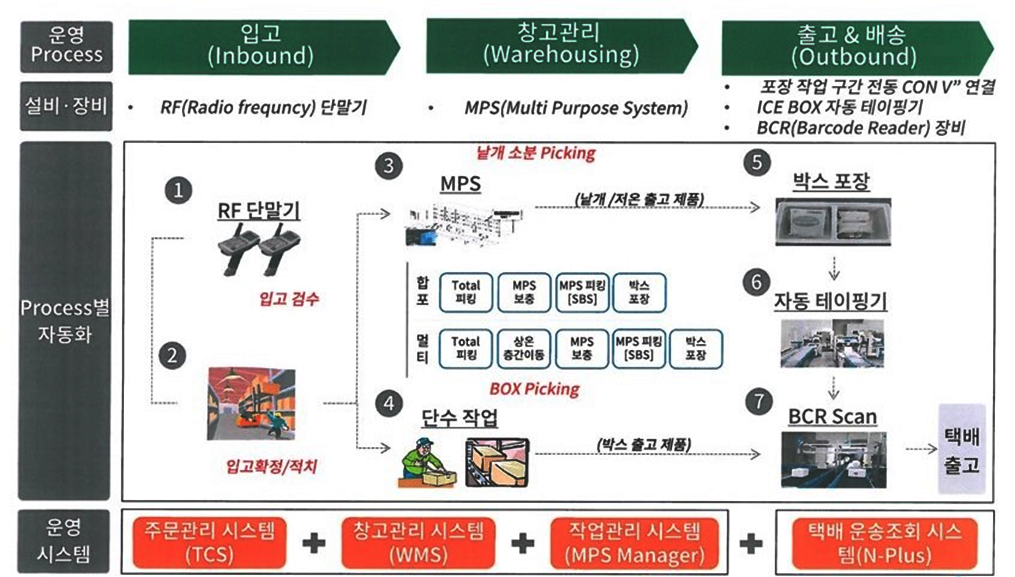 운영
Process
입고
(Inbound)
창고관리
(Warehousing)
출고 & 배송
(Outbound)
설비·장비
• RF(Radio frequncy) 단말기
• MPS(Multi Purpose System)
• 포장 작업 구간 전동 CON V” 연결
• ICE BOX 자동 테이핑기
• BCR(Barcode Reader) 장비
Process별
자동화
1
RF 단말기
입고 검수
2
입고확정/적치
낱개 소분 Picking
3
MPS
(낱개 /저온 출고 제품)
합포
Total
피킹
MPS
보충
MPS 피킹
[SBS]
박스
포장
멀티
Total
피킹
상온
층간이동
MPS
보충
MPS 피킹
[SBS]
박스
포장
BOX Picking
4
단수 작업
(박스 출고 제품)
5
박스 포장
6
자동 테이핑기
7
BCR Scan
택배
출고
운영
시스템
주문관리 시스템
(TCS)
+
창고관리 시스템
(WMS)
+
작업관리 시스템
(MPS Manager)
+
택배 운송조회 시스
템(N-Plus)